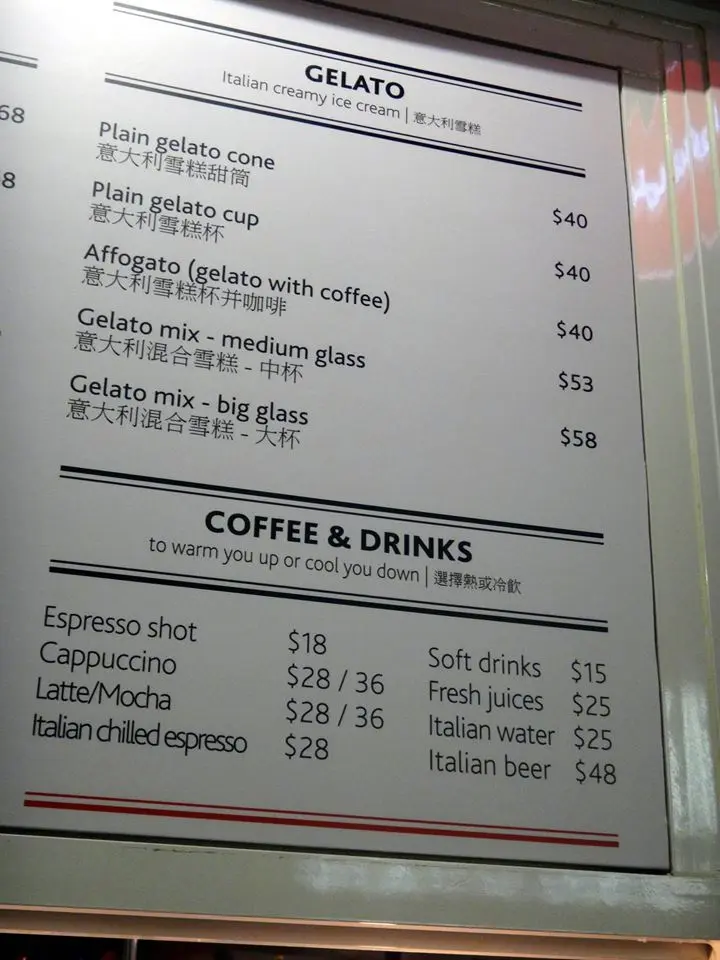 68
8
GELATO
Italian creamy ice cream | 意大利雪糕
Plain gelato cone $40
意大利雪糕甜筒
Plain gelato cup $40
意大利雪糕杯
Affogato (gelato with coffee) $40
意大利雪糕杯并咖啡
Gelato mix - medium glass $53
意大利混合雪糕 - 中杯
Gelato mix - big glass $58
意大利混合雪糕 - 大杯
COFFEE & DRINKS
to warm you up or cool you down | 選擇熱或冷飲
Espresso shot $18
Cappuccino $28 / 36
Latte/Mocha $28 / 36
Italian chilled espresso $28
Soft drinks $15
Fresh juices $25
Italian water $25
Italian beer $48